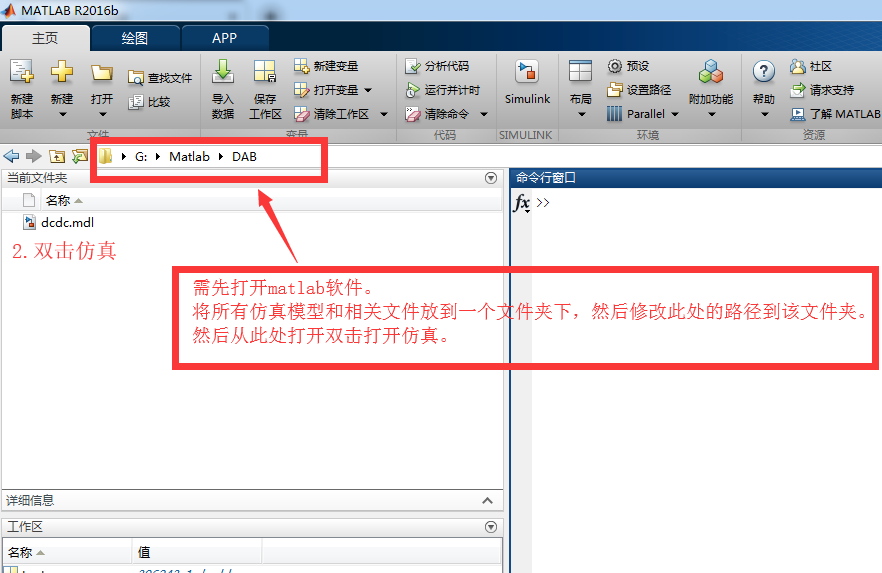 MATLAB R2016b
主页 绘图 APP
新建脚本 新建 打开 查找文件 比较 导入数据 保存工作区 新建变量 打开变量 清除工作区 分析代码 运行并计时 清除命令 Simulink 布局 预设 设置路径 Parallel 附加功能 帮助 社区 请求支持 了解 MATLAB
文件 变量 代码 SIMULINK 环境 资源
G: Matlab DAB
当前文件夹
名称
dcdc.mdl
2.双击仿真
命令行窗口
fx >>
需先打开matlab软件。
将所有仿真模型和相关文件放到一个文件夹下，然后修改此处的路径到该文件夹。
然后从此处打开双击打开仿真。
详细信息
工作区
名称 值